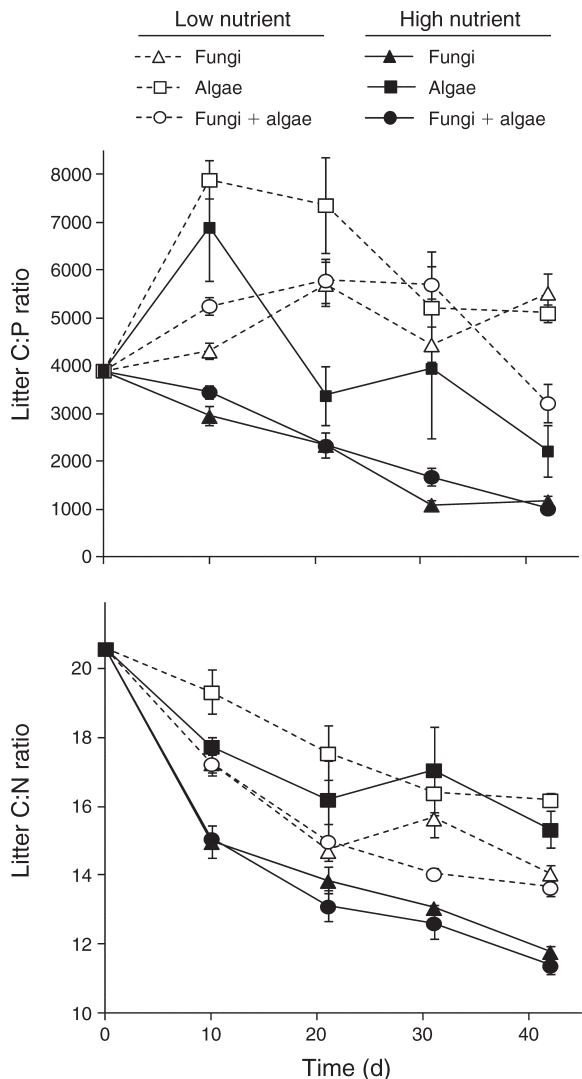 Low nutrient High nutrient
Fungi Fungi
Algae Algae
Fungi + algae Fungi + algae
8000
7000
6000
5000
4000
3000
2000
1000
0
Litter C:P ratio
20
18
16
14
12
10
Litter C:N ratio
0 10 20 30 40
Time (d)